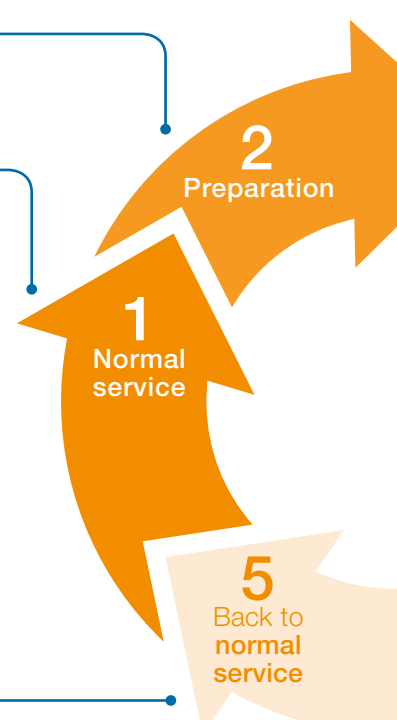 2
Preparation
1
Normal
service
5
Back to
normal
service